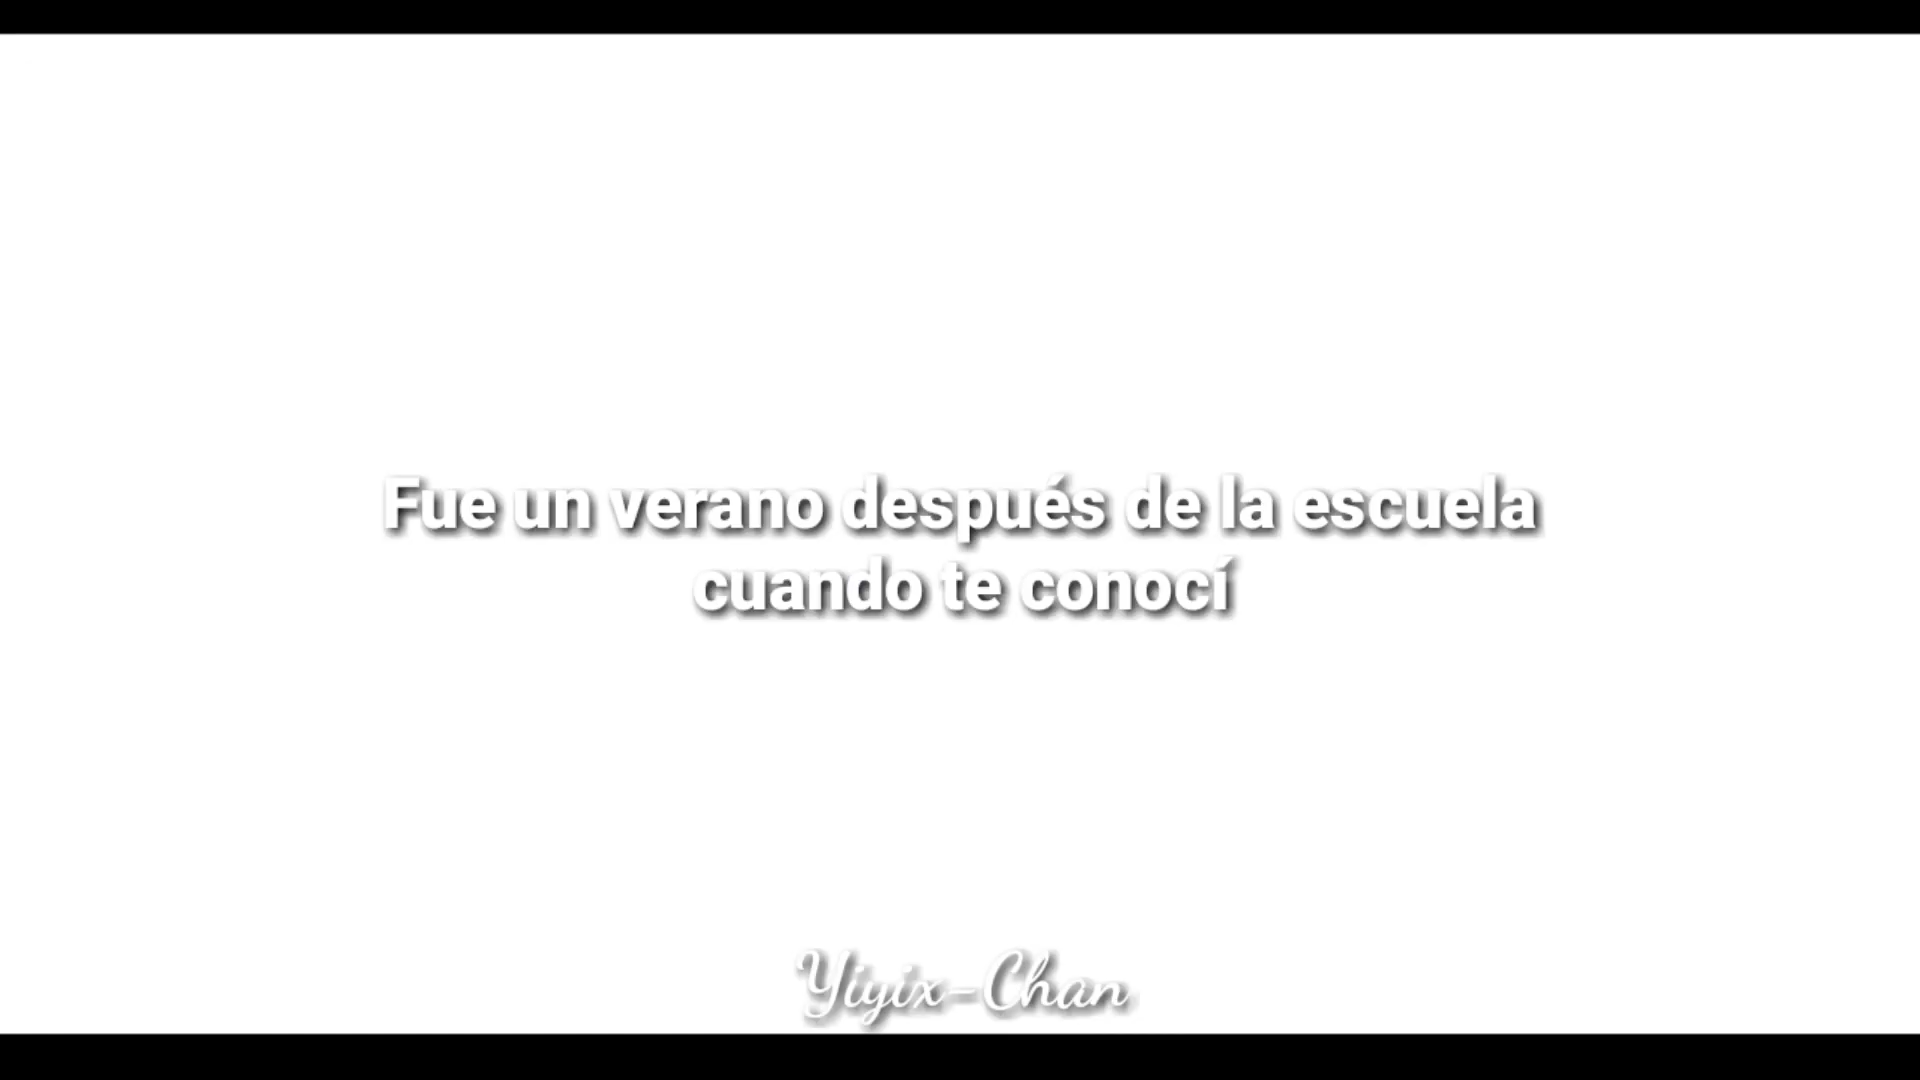 Fue un verano después de la escuela
cuando te conocí
Yiyix-Chan